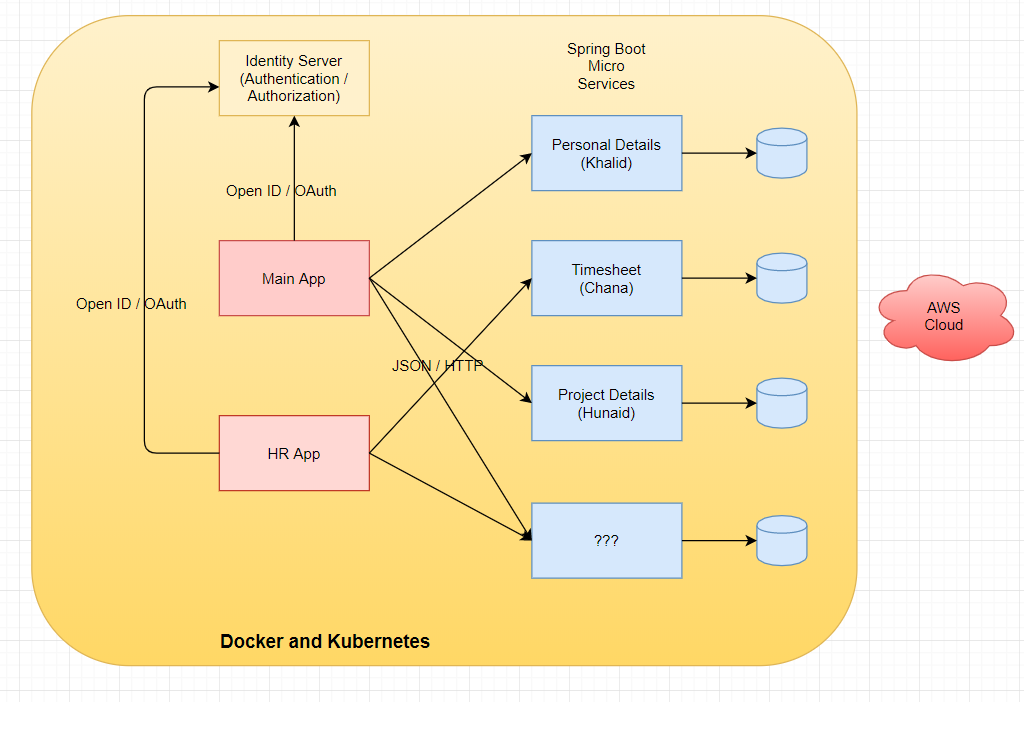 Identity Server
(Authentication /
Authorization)
Spring Boot
Micro
Services
Personal Details
(Khalid)
Open ID / OAuth
Main App
Timesheet
(Chana)
Open ID / OAuth
AWS
Cloud
JSON / HTTP
Project Details
(Hunaid)
HR App
???
Docker and Kubernetes